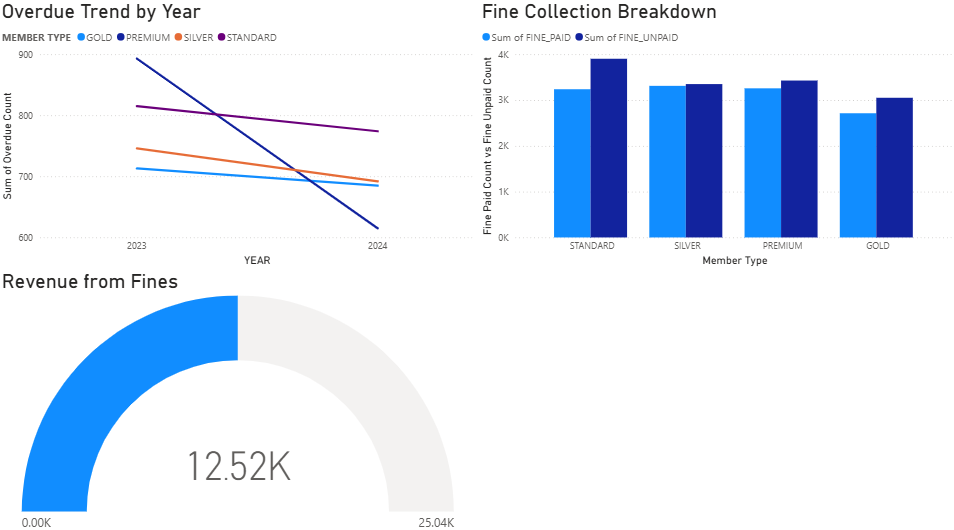 Overdue Trend by Year
MEMBER TYPE GOLD PREMIUM SILVER STANDARD
Sum of Overdue Count
900
800
700
600
2023 2024
YEAR
Fine Collection Breakdown
Sum of FINE_PAID Sum of FINE_UNPAID
Fine Paid Count vs Fine Unpaid Count
4K
3K
2K
1K
0K
STANDARD SILVER PREMIUM GOLD
Member Type
Revenue from Fines
12.52K
0.00K 25.04K